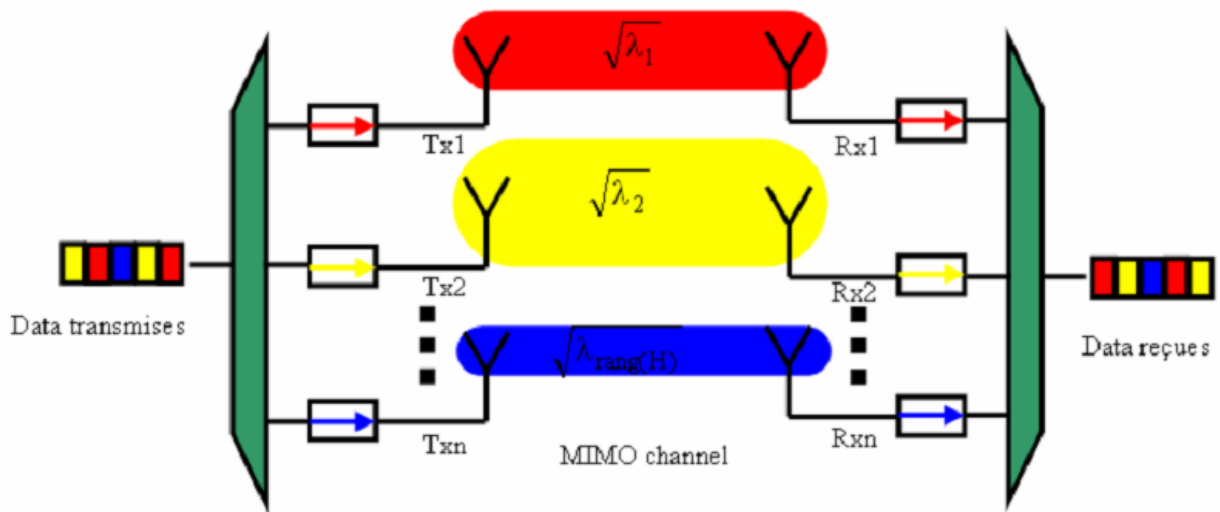 √λ₁
Tx1
Rx1
√λ₂
Tx2
Rx2
Data transmises
Data reçues
√λrang(H)
Txn
Rxn
MIMO channel